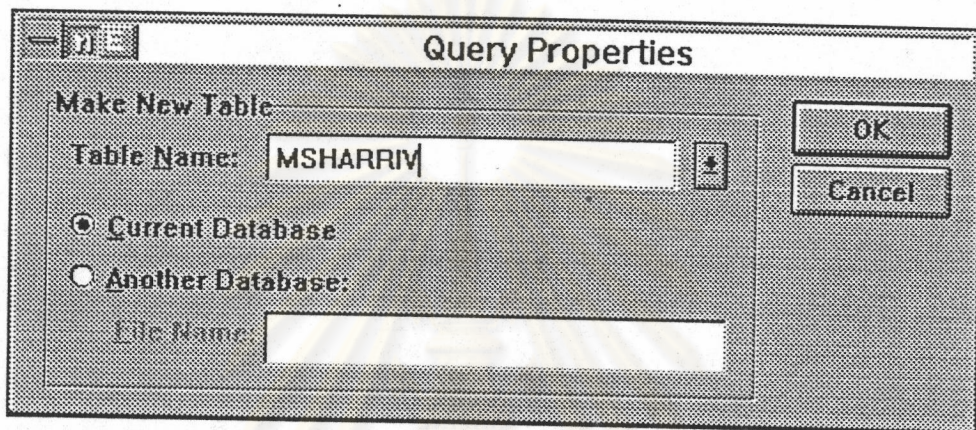 Query Properties
Make New Table
Table Name: MSHARRIV
OK
Cancel
Current Database
Another Database:
File Name: